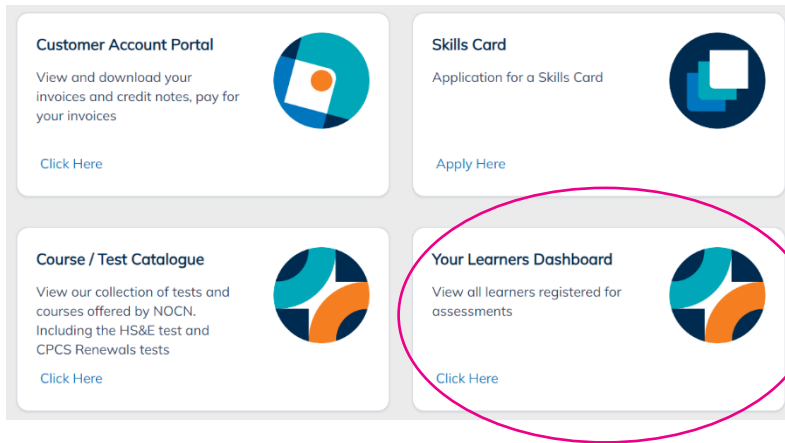 Customer Account Portal
View and download your
invoices and credit notes, pay for
your invoices
Click Here
Skills Card
Application for a Skills Card
Apply Here
Course / Test Catalogue
View our collection of tests and
courses offered by NOCN.
Including the HS&E test and
CPCS Renewals tests
Click Here
Your Learners Dashboard
View all learners registered for
assessments
Click Here